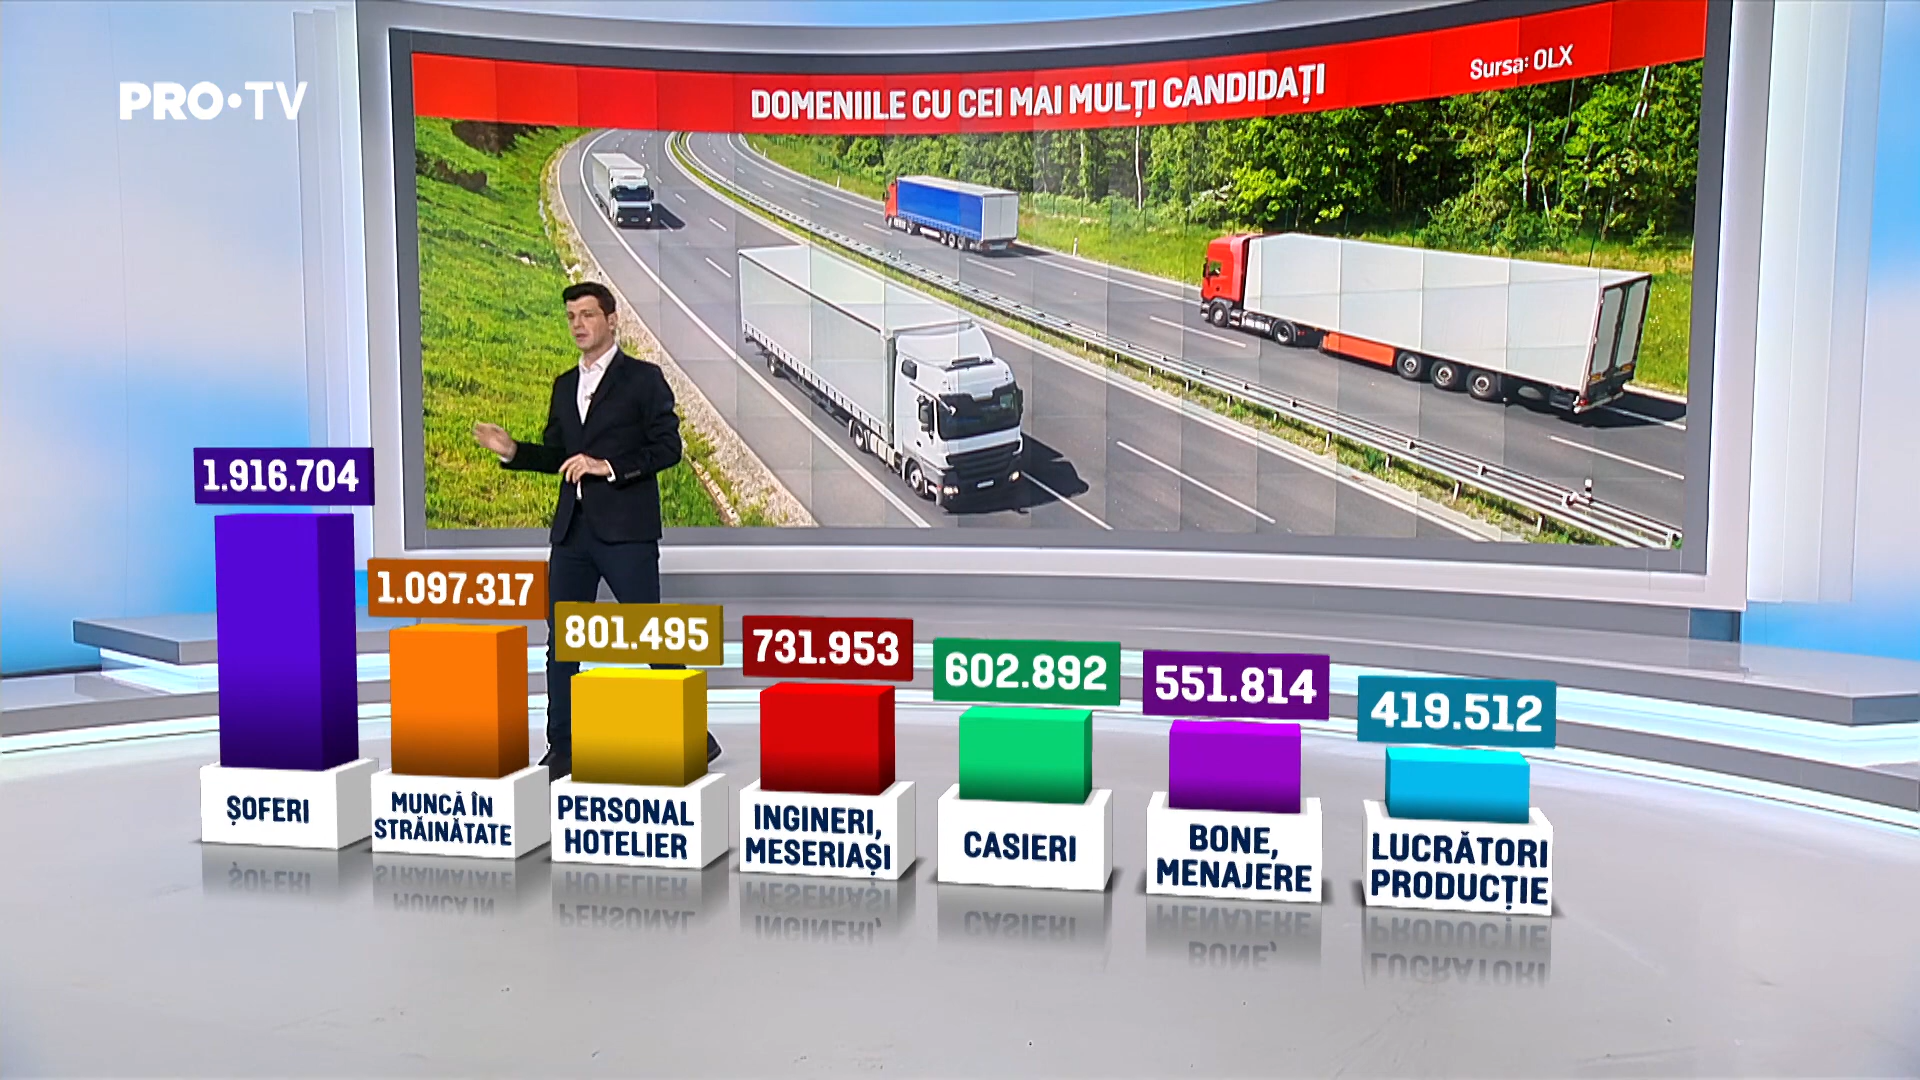 PRO•TV
DOMENIILE CU CEI MAI MULȚI CANDIDAȚI
Sursa: OLX
1.916.704
1.097.317
801.495
731.953
602.892
551.814
419.512
ȘOFERI
MUNCĂ ÎN
STRĂINĂTATE
PERSONAL
HOTELIER
INGINERI,
MESERIAȘI
CASIERI
BONE,
MENAJERE
LUCRĂTORI
PRODUCȚIE